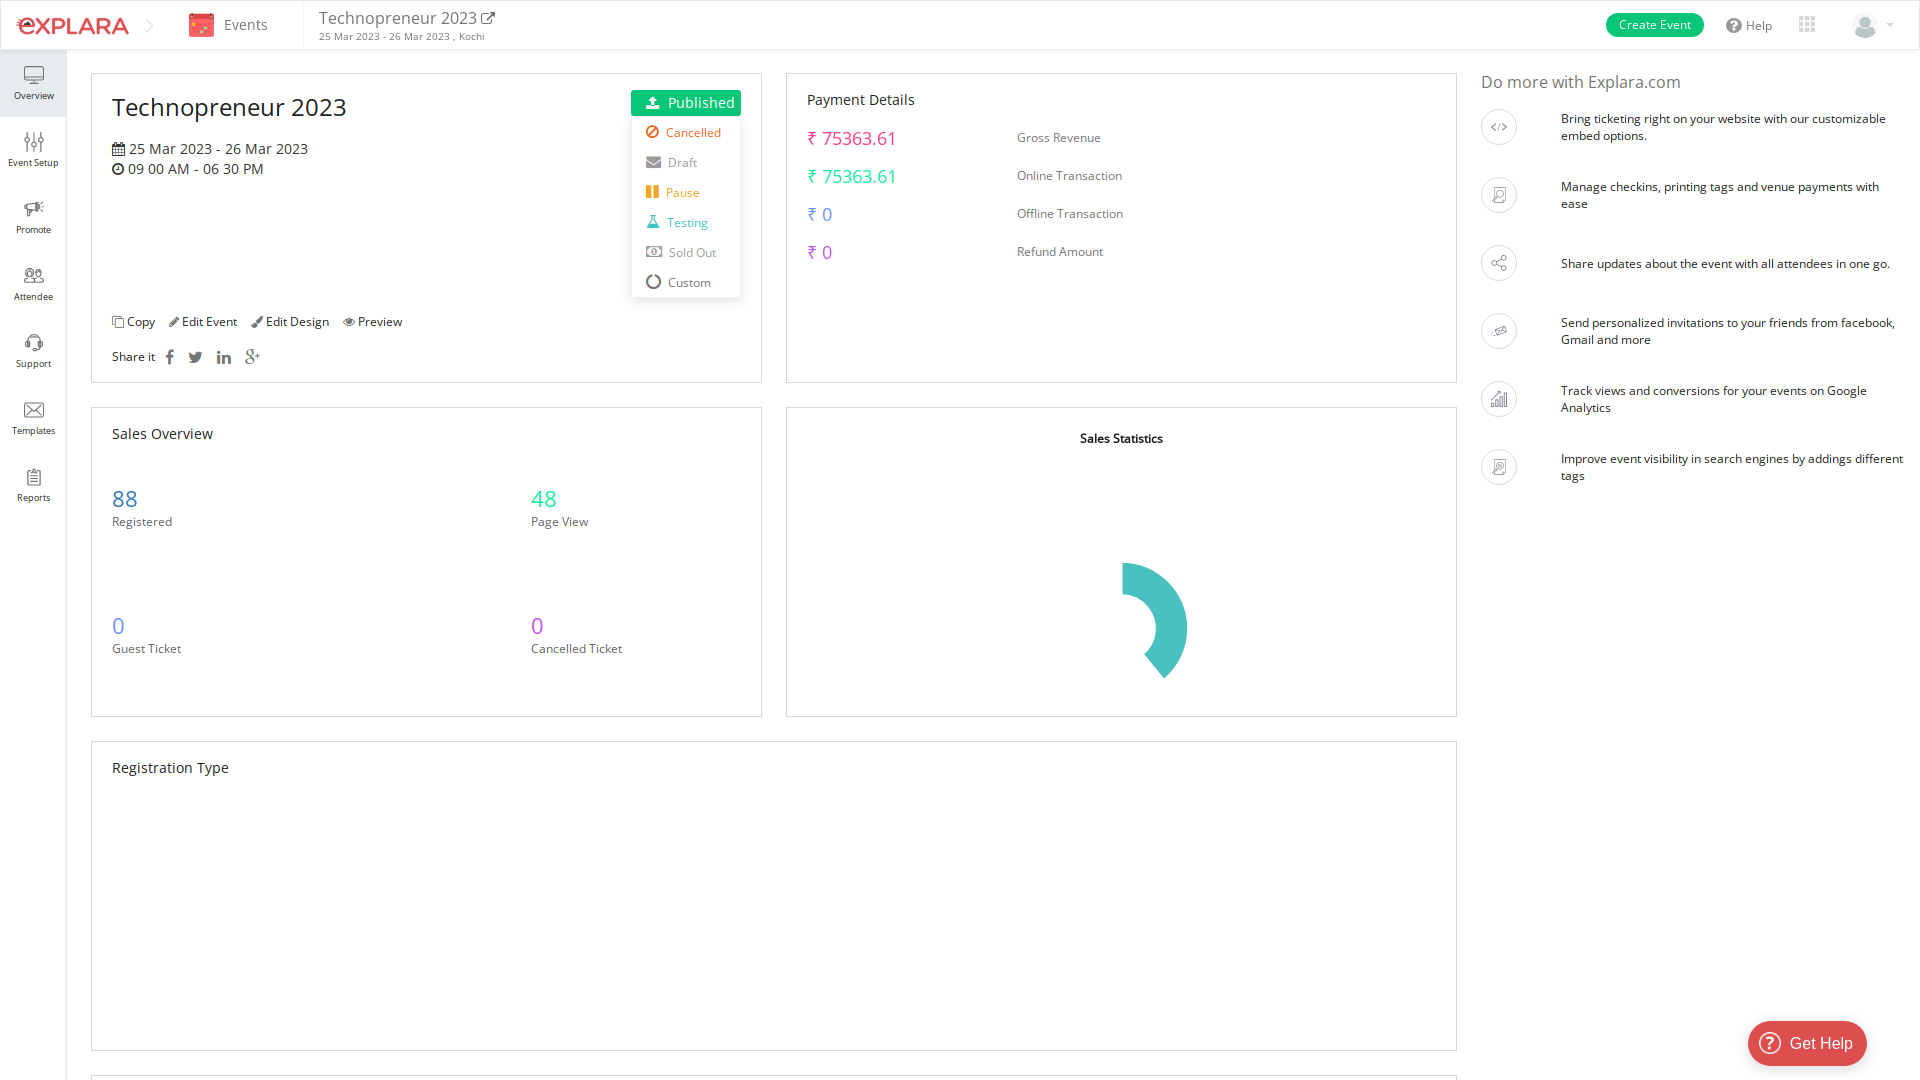 eXPLARA
Events
Technopreneur 2023
25 Mar 2023 - 26 Mar 2023 , Kochi
Create Event
Help
Overview
Event Setup
Promote
Attendee
Support
Templates
Reports
Technopreneur 2023
25 Mar 2023 - 26 Mar 2023
09 00 AM - 06 30 PM
Published
Cancelled
Draft
Pause
Testing
Sold Out
Custom
Copy Edit Event Edit Design Preview
Share it
Payment Details
₹ 75363.61 Gross Revenue
₹ 75363.61 Online Transaction
₹ 0 Offline Transaction
₹ 0 Refund Amount
Sales Overview
88
Registered
48
Page View
0
Guest Ticket
0
Cancelled Ticket
Sales Statistics
Registration Type
Do more with Explara.com
Bring ticketing right on your website with our customizable
embed options.
Manage checkins, printing tags and venue payments with
ease
Share updates about the event with all attendees in one go.
Send personalized invitations to your friends from facebook,
Gmail and more
Track views and conversions for your events on Google
Analytics
Improve event visibility in search engines by addings different
tags
Get Help